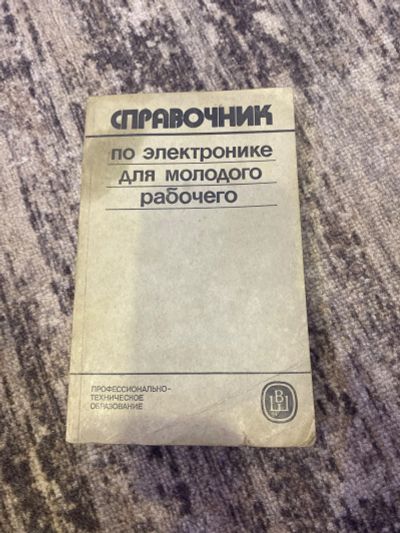 СПРАВОЧНИК
по электронике
для молодого
рабочего
ПРОФЕССИОНАЛЬНО-
ТЕХНИЧЕСКОЕ
ОБРАЗОВАНИЕ